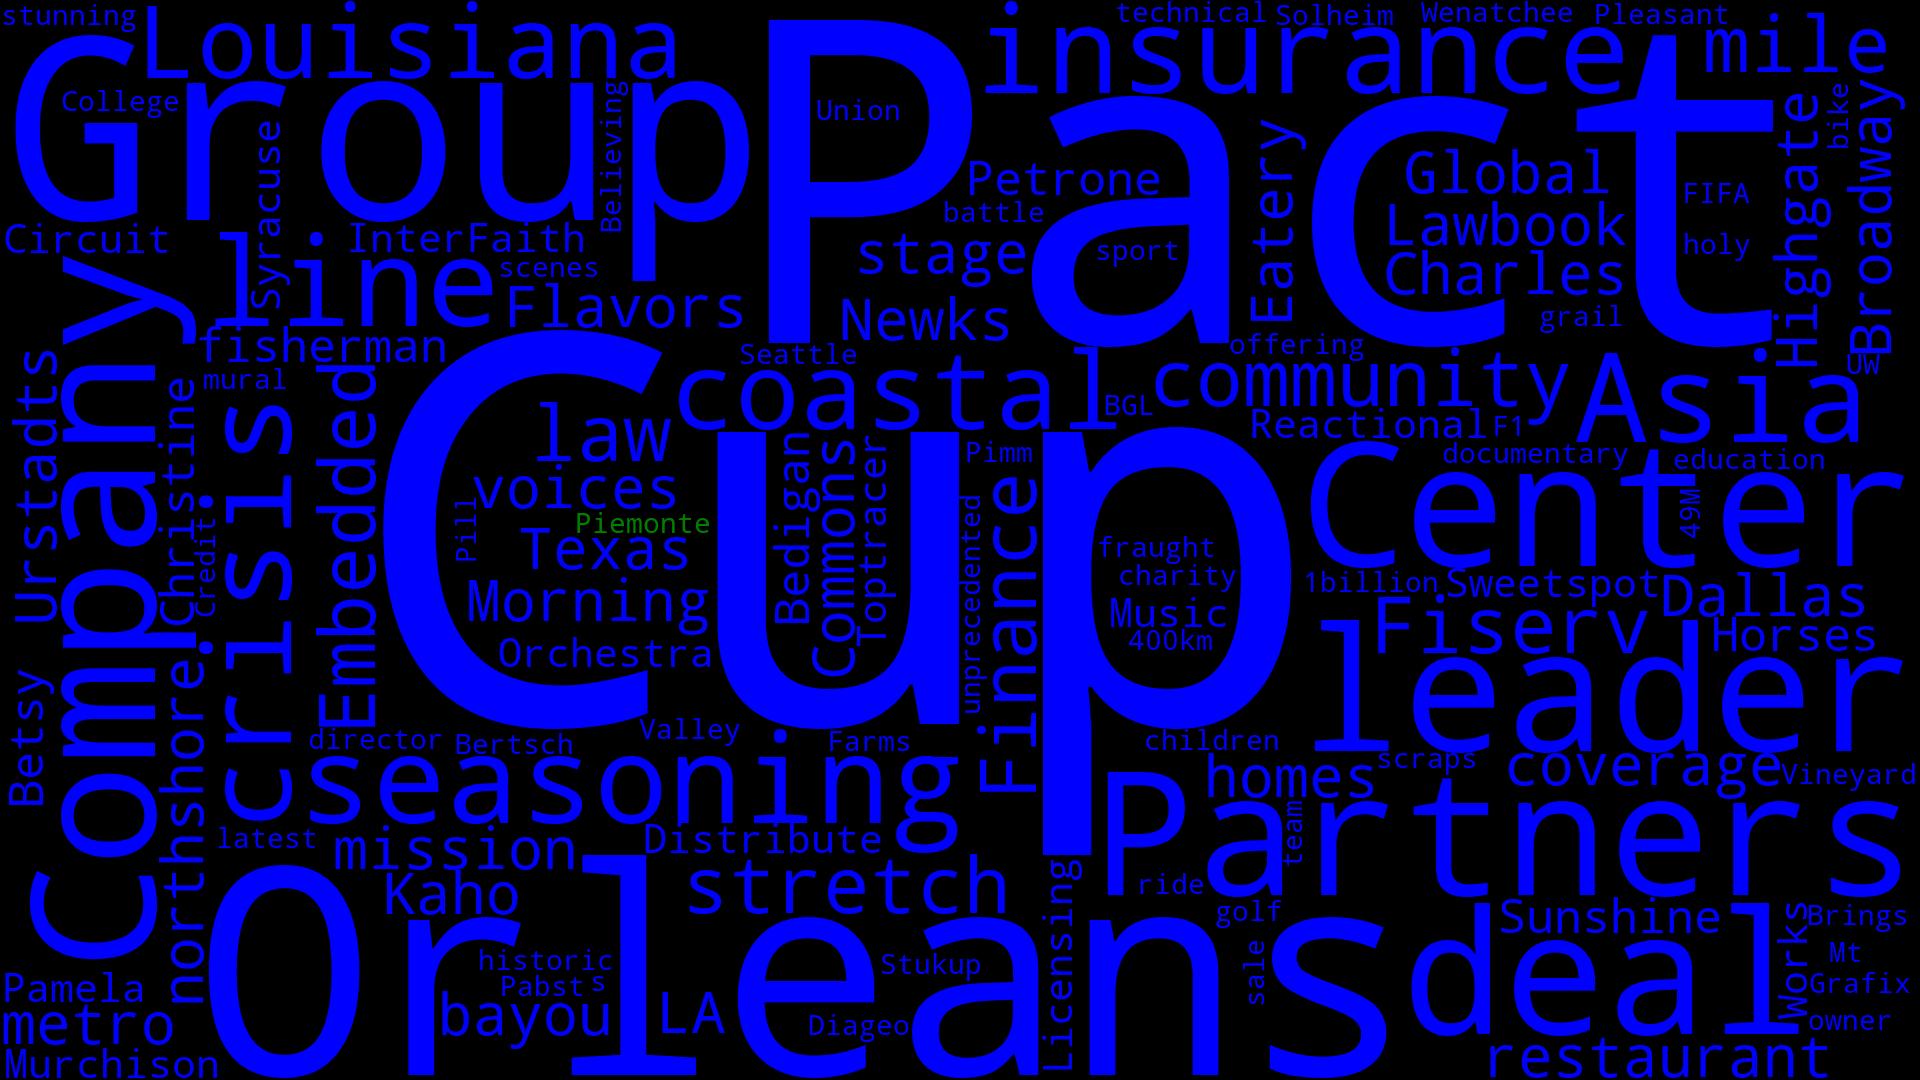 stunning
Louisiana
insurance
technical
Solheim
Wenatchee
Pleasant
mile
Group
Pact
College
Union
Believing
Syracuse
Eatery
Petrone
battle
Global
Lawbook
Charles
FIFA
holy
Highgate
bike
Broadway
Circuit
InterFaith
line
scenes
Flavors
stage
sport
Newks
grail
fisherman
mural
Seattle
coastal
offering
community
BGL
Reactional
F1
Asia
UW
Company
Urstadts
Christine
Credit
crisis
Embedded
Cup
law
voices
Pill
Piemonte
Texas
Morning
Orchestra
Bedigan
Commons
Toptracer
Pimm
unprecedented
Finance
fraught
charity
Music
400km
documentary
education
Center
49M
1billion
Sweetspot
Dallas
Fiserv
Horses
leader
Betsy
northshore
director
Bertsch
Valley
Farms
children
seasoning
homes
scraps
coverage
Vineyard
Partners
team
latest
mission
Distribute
Kaho
stretch
ride
golf
Licensing
Orleans
sale
deal
Sunshine
Works
Brings
Mt
Grafix
owner
Pamela
metro
Murchison
historic
Pabst
s
bayou
LA
Stukup
Diageo
restaurant